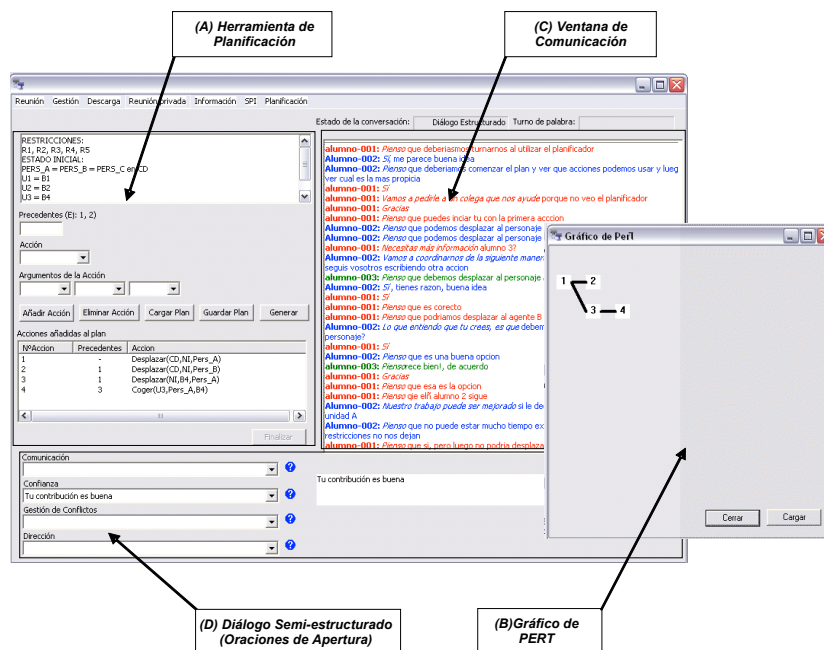 (A) Herramienta de
Planificación
(C) Ventana de
Comunicación
Reunión Gestión Descarga Reunión privada Información SPI Planificación
Estado de la conversación: Diálogo Estructurado Turno de palabra:
RESTRICCIONES:
R1, R2, R3, R4, R5
ESTADO INICIAL:
PERS_A = PERS_B = PERS_C en CD
U1 = B1
U2 = B2
U3 = B4
Precedentes (Ej: 1, 2)
Acción
Argumentos de la Acción
Añadir Acción Eliminar Acción Cargar Plan Guardar Plan Generar
Acciones añadidas al plan
NºAccion Precedentes Accion
1 - Desplazar(CD,NI,Pers_A)
2 1 Desplazar(CD,NI,Pers_B)
3 1 Desplazar(NI,B4,Pers_A)
4 3 Coger(U3,Pers_A,B4)
Finalizar
alumno-001: Pienso que deberiasmos turnarnos al utilizar el planificador
Alumno-002: Sí, me parece buena idea
Alumno-002: Pienso que deberiamos comenzar el plan y ver que acciones podemos usar y lueg
ver cual es la mas propicia
alumno-001: Sí
alumno-001: Vamos a pedirle a un colega que nos ayude porque no veo el planificador
alumno-001: Gracias
alumno-001: Pienso que puedes inciar tu con la primera acccion
Alumno-002: Pienso que podemos desplazar al personaje
Alumno-002: Pienso que podemos desplazar al personaje
alumno-001: Necesitas más información alumno 3?
Alumno-002: Vamos a coordinarnos de la siguiente maner
seguis vosotros escribiendo otra accion
alumno-003: Pienso que debemos desplazar al personaje
Alumno-002: Sí, tienes razon, buena idea
alumno-001: Sí
alumno-001: Pienso que es corecto
alumno-001: Pienso que podriamos desplazar al agente B
Alumno-002: Lo que entiendo que tu crees, es que debem
personaje?
alumno-001: Sí
Alumno-002: Pienso que es una buena opcion
alumno-003: Piensorece bien!, de acuerdo
alumno-001: Gracias
alumno-001: Pienso que esa es la opcion
alumno-001: Pienso qie elñ alumno 2 sigue
Alumno-002: Nuestro trabajo puede ser mejorado si le de
unidad A
Alumno-002: Pienso que no puede estar mucho tiempo ex
restricciones no nos dejan
alumno-001: Pienso que si, pero luego no podria desplaza
Gráfico de Perl
1 2
3 4
Cerrar Cargar
Comunicación
Confianza
Tu contribución es buena
Gestión de Conflictos
Dirección
Tu contribución es buena
(D) Diálogo Semi-estructurado
(Oraciones de Apertura)
(B)Gráfico de
PERT